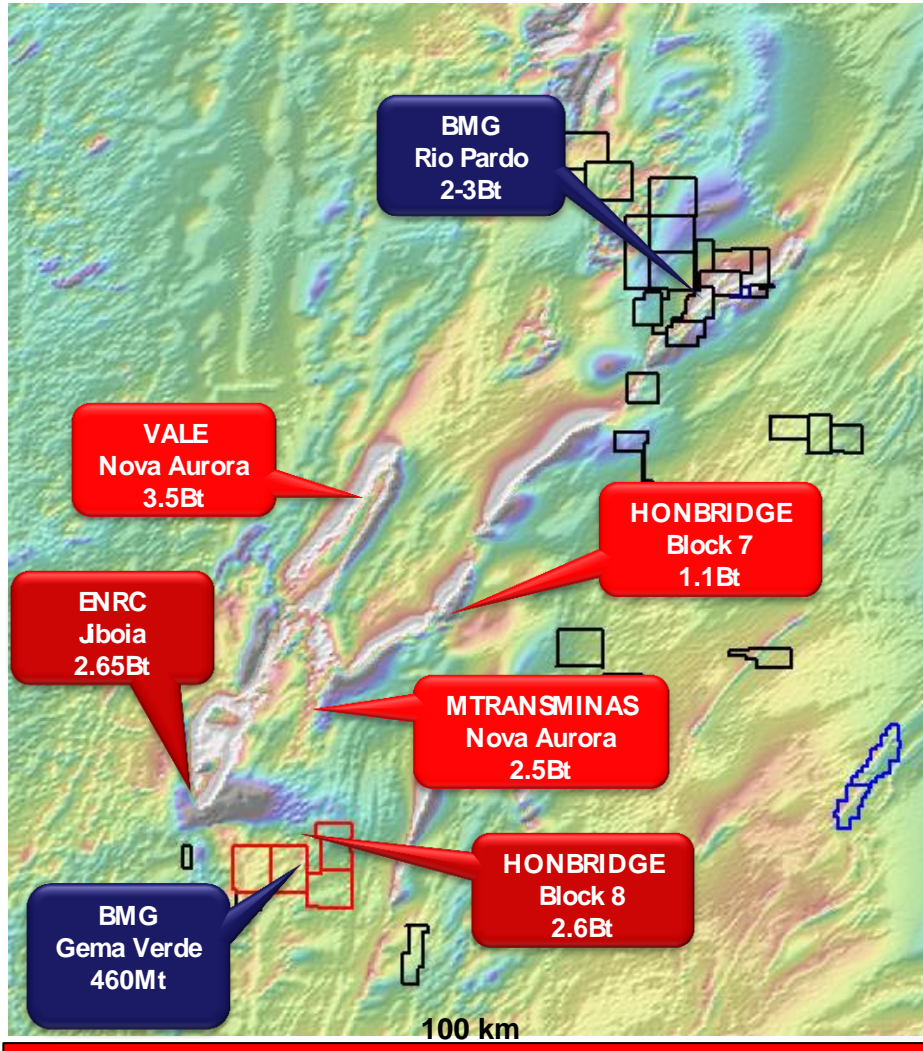 BMG
Rio Pardo
2-3Bt
VALE
Nova Aurora
3.5Bt
HONBRIDGE
Block 7
1.1Bt
ENRC
Jiboia
2.65Bt
MTRANSMINAS
Nova Aurora
2.5Bt
HONBRIDGE
Block 8
2.6Bt
BMG
Gema Verde
460Mt
100 km